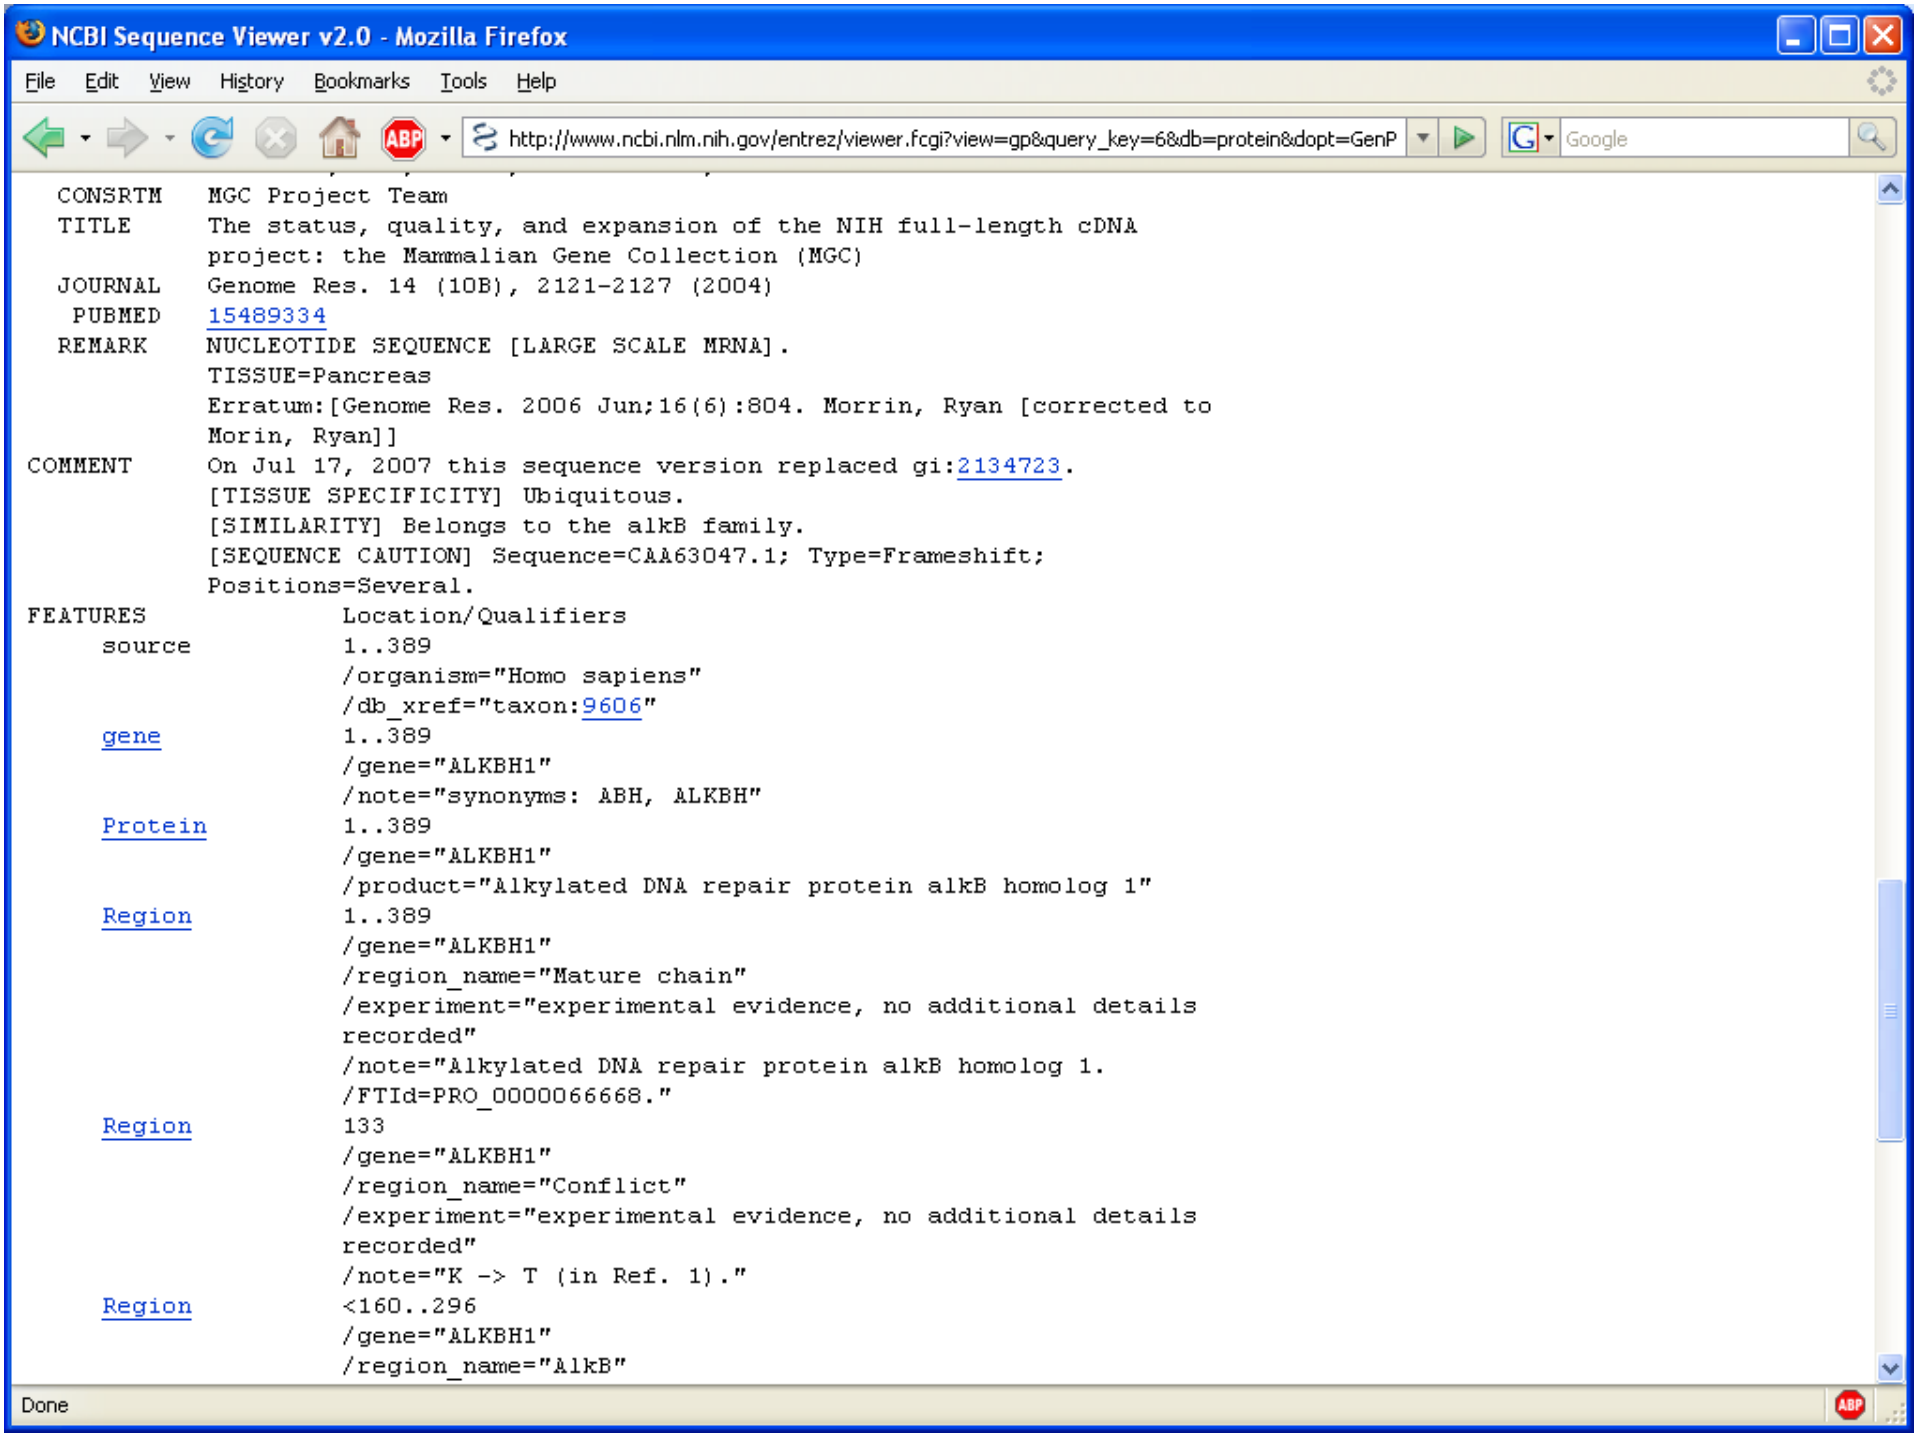 NCBI Sequence Viewer v2.0 - Mozilla Firefox
File Edit View History Bookmarks Tools Help
ABP http://www.ncbi.nlm.nih.gov/entrez/viewer.fcgi?view=gp&query_key=6&db=protein&dopt=GenP G Google
CONSRTM MGC Project Team
TITLE The status, quality, and expansion of the NIH full-length cDNA
project: the Mammalian Gene Collection (MGC)
JOURNAL Genome Res. 14 (10B), 2121-2127 (2004)
PUBMED 15489334
REMARK NUCLEOTIDE SEQUENCE [LARGE SCALE MRNA].
TISSUE=Pancreas
Erratum:[Genome Res. 2006 Jun;16(6):804. Morrin, Ryan [corrected to
Morin, Ryan]]
COMMENT On Jul 17, 2007 this sequence version replaced gi:2134723.
[TISSUE SPECIFICITY] Ubiquitous.
[SIMILARITY] Belongs to the alkB family.
[SEQUENCE CAUTION] Sequence=CAA63047.1; Type=Frameshift;
Positions=Several.
FEATURES Location/Qualifiers
source 1..389
/organism="Homo sapiens"
/db_xref="taxon:9606"
gene 1..389
/gene="ALKBH1"
/note="synonyms: ABH, ALKBH"
Protein 1..389
/gene="ALKBH1"
/product="Alkylated DNA repair protein alkB homolog 1"
Region 1..389
/gene="ALKBH1"
/region_name="Mature chain"
/experiment="experimental evidence, no additional details
recorded"
/note="Alkylated DNA repair protein alkB homolog 1.
/FTId=PRO_0000066668."
Region 133
/gene="ALKBH1"
/region_name="Conflict"
/experiment="experimental evidence, no additional details
recorded"
/note="K -> T (in Ref. 1)."
Region <160..296
/gene="ALKBH1"
/region_name="AlkB"
Done ABP